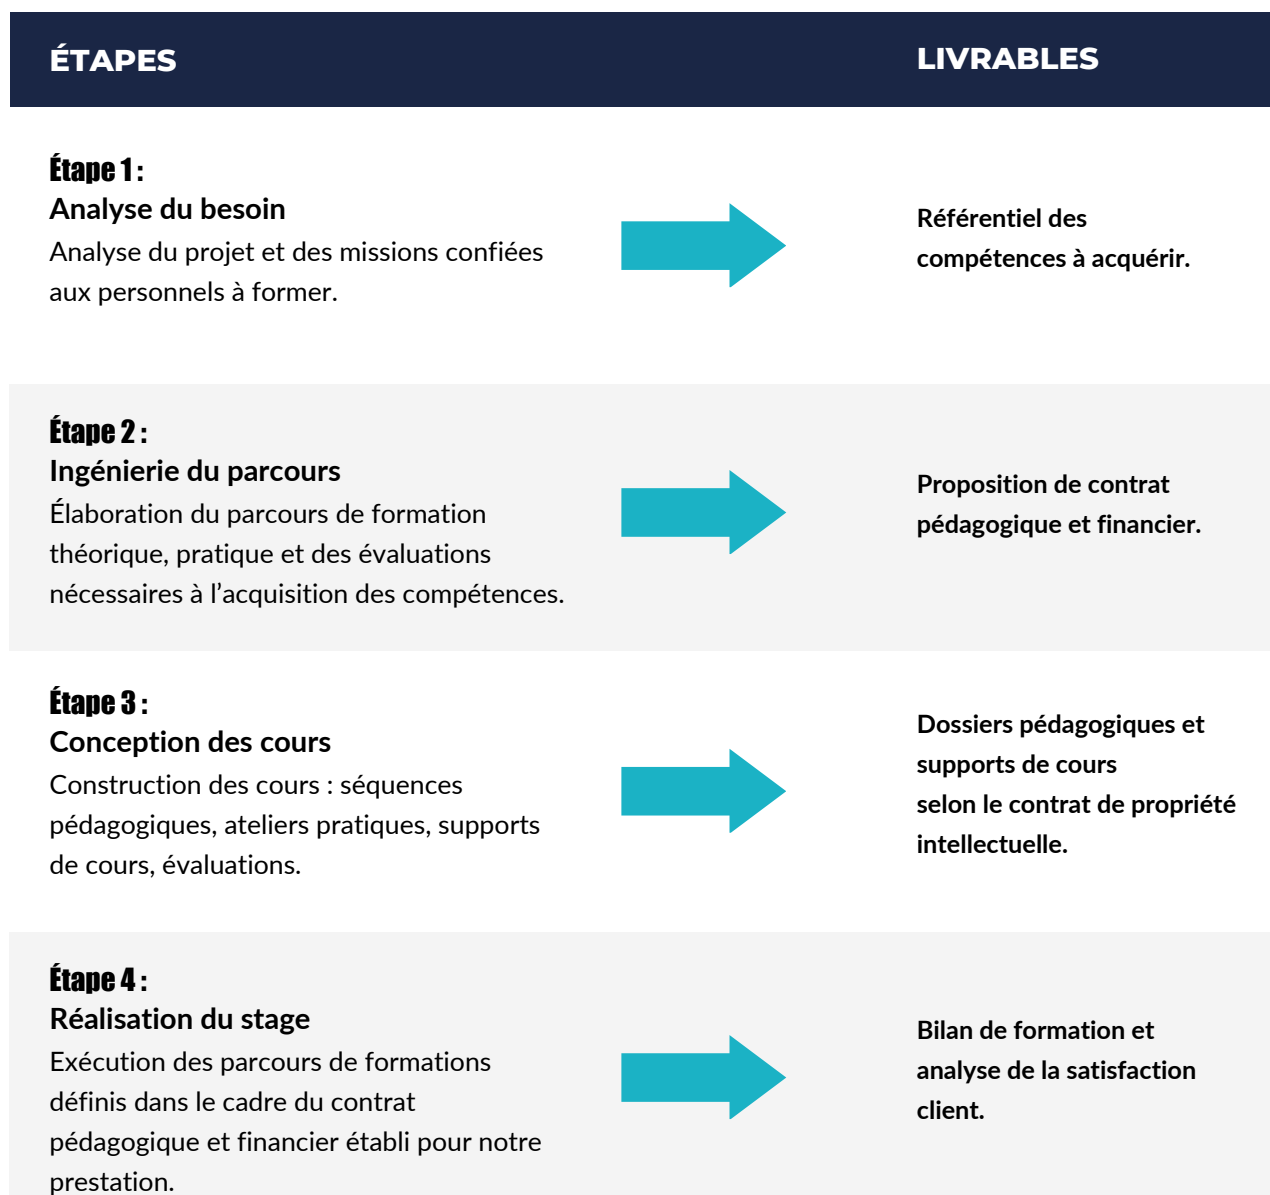 ÉTAPES
LIVRABLES
Étape 1 :
Analyse du besoin
Analyse du projet et des missions confiées
aux personnels à former.
Référentiel des
compétences à acquérir.
Étape 2 :
Ingénierie du parcours
Élaboration du parcours de formation
théorique, pratique et des évaluations
nécessaires à l’acquisition des compétences.
Proposition de contrat
pédagogique et financier.
Étape 3 :
Conception des cours
Construction des cours : séquences
pédagogiques, ateliers pratiques, supports
de cours, évaluations.
Dossiers pédagogiques et
supports de cours
selon le contrat de propriété
intellectuelle.
Étape 4 :
Réalisation du stage
Exécution des parcours de formations
définis dans le cadre du contrat
pédagogique et financier établi pour notre
prestation.
Bilan de formation et
analyse de la satisfaction
client.